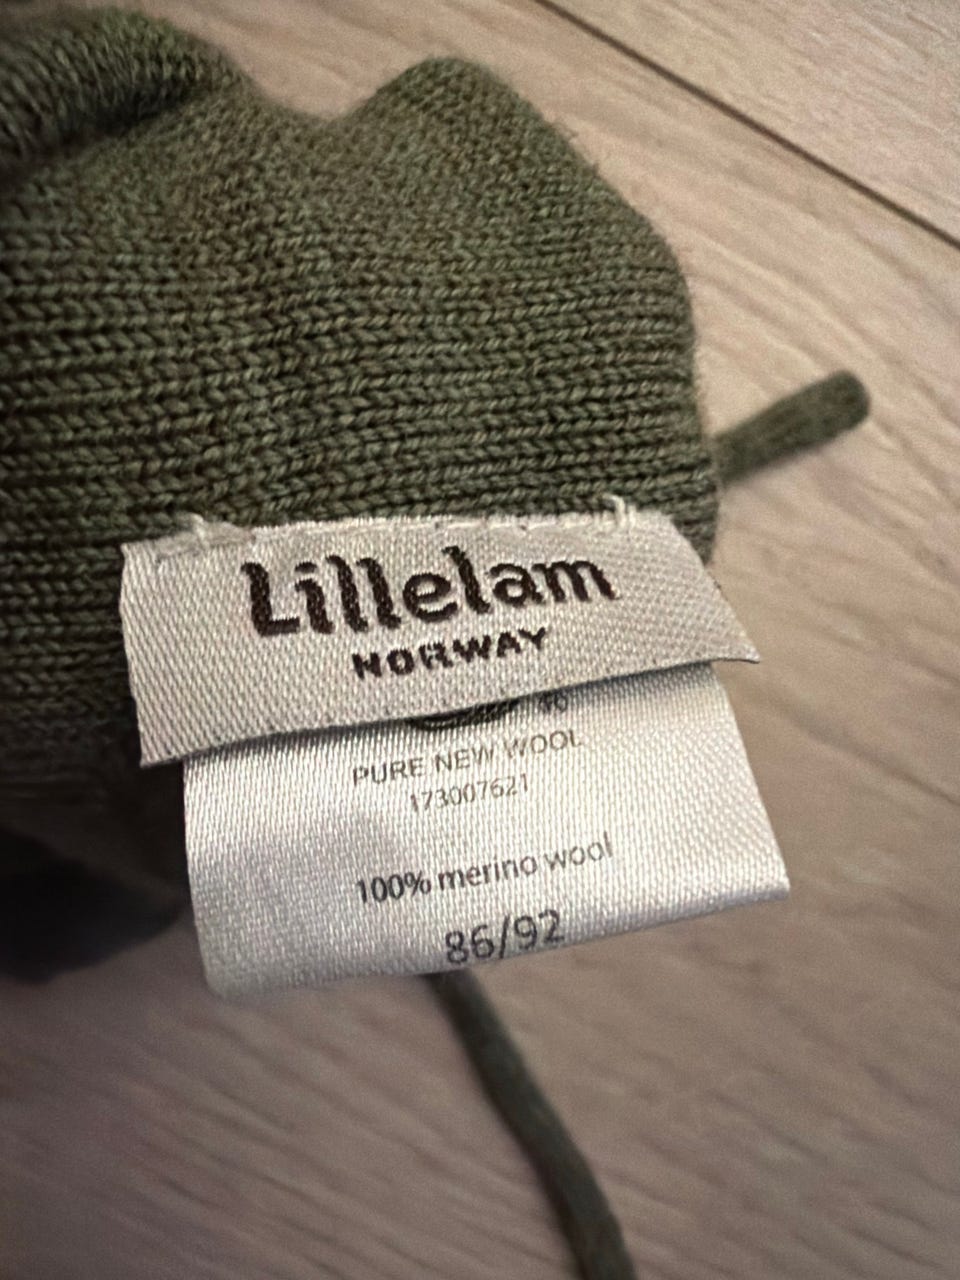 Lillelam
NORWAY
PURE NEW WOOL
173007621
100% merino wool
86/92